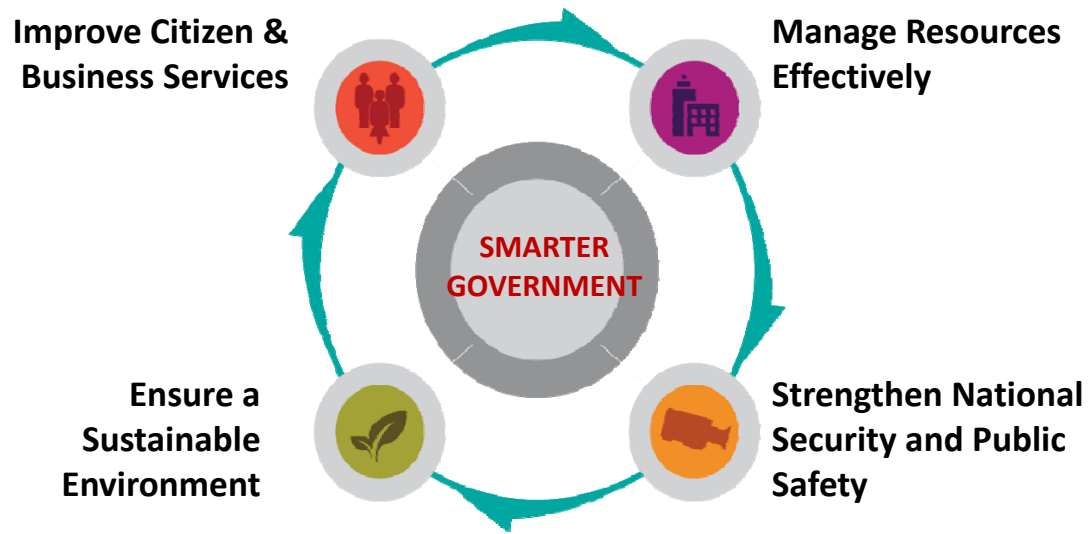 Improve Citizen &
Business Services
Manage Resources
Effectively
SMARTER
GOVERNMENT
Ensure a
Sustainable
Environment
Strengthen National
Security and Public
Safety